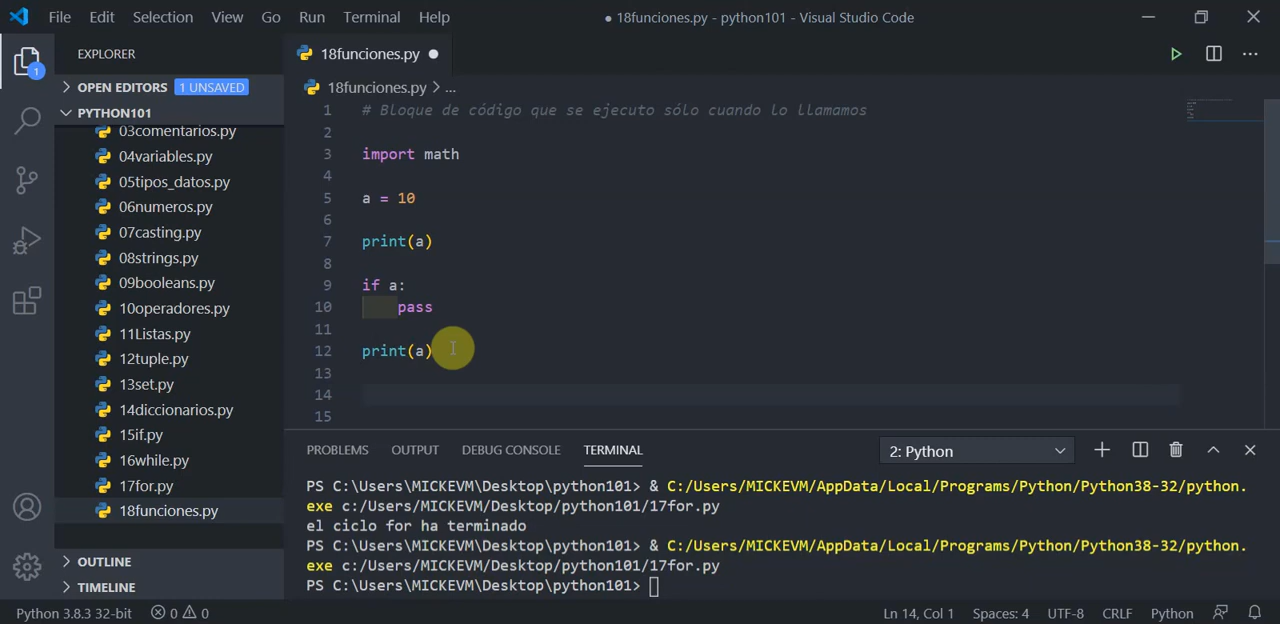 File Edit Selection View Go Run Terminal Help ● 18funciones.py - python101 - Visual Studio Code
EXPLORER
OPEN EDITORS 1 UNSAVED
PYTHON101
03comentarios.py
04variables.py
05tipos_datos.py
06numeros.py
07casting.py
08strings.py
09booleans.py
10operadores.py
11Listas.py
12tuple.py
13set.py
14diccionarios.py
15if.py
16while.py
17for.py
18funciones.py
OUTLINE
TIMELINE
1
18funciones.py ●
18funciones.py > ...
1 # Bloque de código que se ejecuto sólo cuando lo llamamos
2
3 import math
4
5 a = 10
6
7 print(a)
8
9 if a:
10     pass
11
12 print(a)
13
14
15
PROBLEMS OUTPUT DEBUG CONSOLE TERMINAL 2: Python
PS C:\Users\MICKEVM\Desktop\python101> & C:/Users/MICKEVM/AppData/Local/Programs/Python/Python38-32/python.
exe c:/Users/MICKEVM/Desktop/python101/17for.py
el ciclo for ha terminado
PS C:\Users\MICKEVM\Desktop\python101> & C:/Users/MICKEVM/AppData/Local/Programs/Python/Python38-32/python.
exe c:/Users/MICKEVM/Desktop/python101/17for.py
PS C:\Users\MICKEVM\Desktop\python101>
Python 3.8.3 32-bit 0 0 Ln 14, Col 1 Spaces: 4 UTF-8 CRLF Python